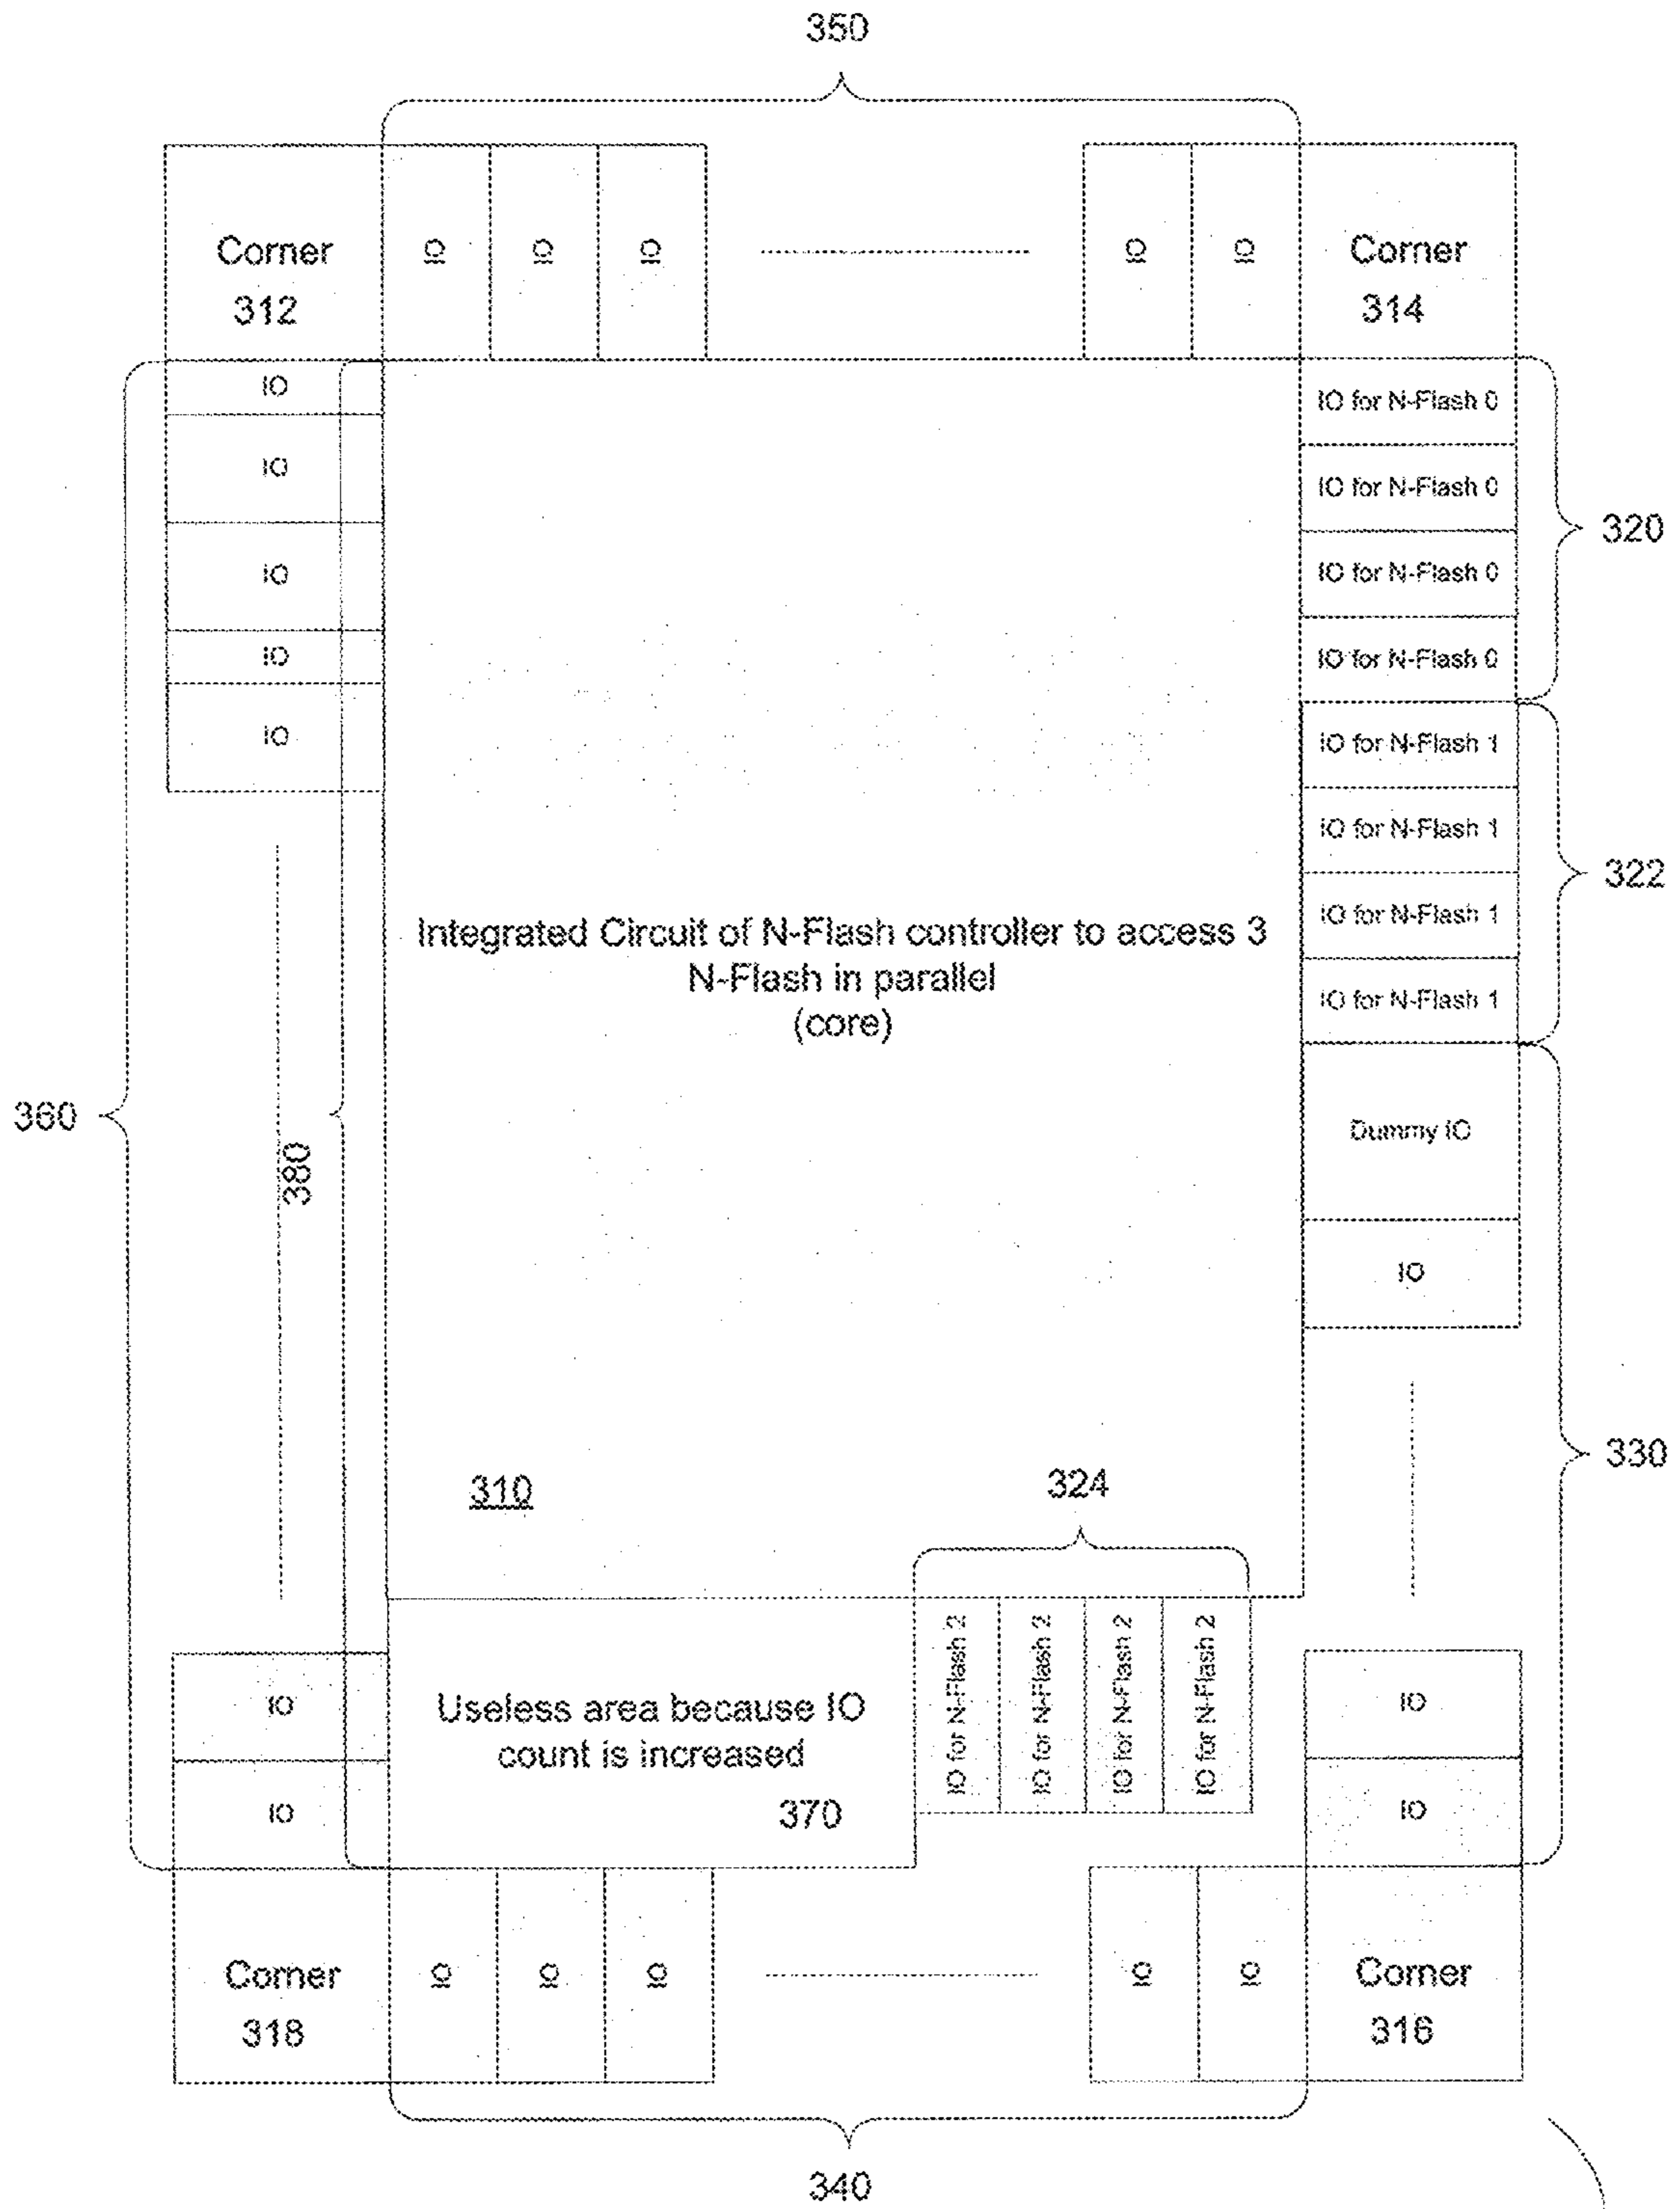 350
Corner
312
IO
IO
IO
IO
IO
Corner
314
IO
IO
IO
IO
IO
IO for N-Flash 0
IO for N-Flash 0
IO for N-Flash 0
IO for N-Flash 0
320
IO for N-Flash 1
IO for N-Flash 1
IO for N-Flash 1
IO for N-Flash 1
322
Integrated Circuit of N-Flash controller to access 3
N-Flash in parallel
(core)
360
380
Dummy IO
IO
330
310
324
IO for N-Flash 2
IO for N-Flash 2
IO for N-Flash 2
IO for N-Flash 2
IO
IO
Useless area because IO
count is increased
370
IO
IO
Corner
318
IO
IO
IO
IO
IO
Corner
316
340